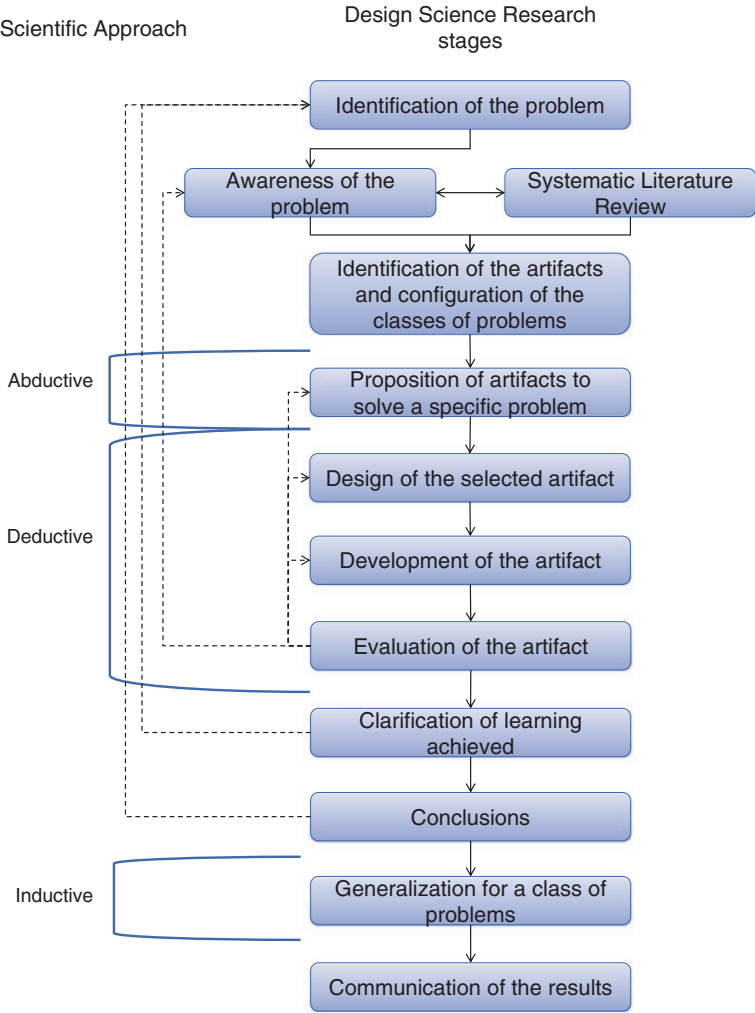 Scientific Approach
Design Science Research
stages
Identification of the problem
Awareness of the
problem
Systematic Literature
Review
Identification of the artifacts
and configuration of the
classes of problems
Abductive
Proposition of artifacts to
solve a specific problem
Design of the selected artifact
Deductive
Development of the artifact
Evaluation of the artifact
Clarification of learning
achieved
Conclusions
Inductive
Generalization for a class of
problems
Communication of the results